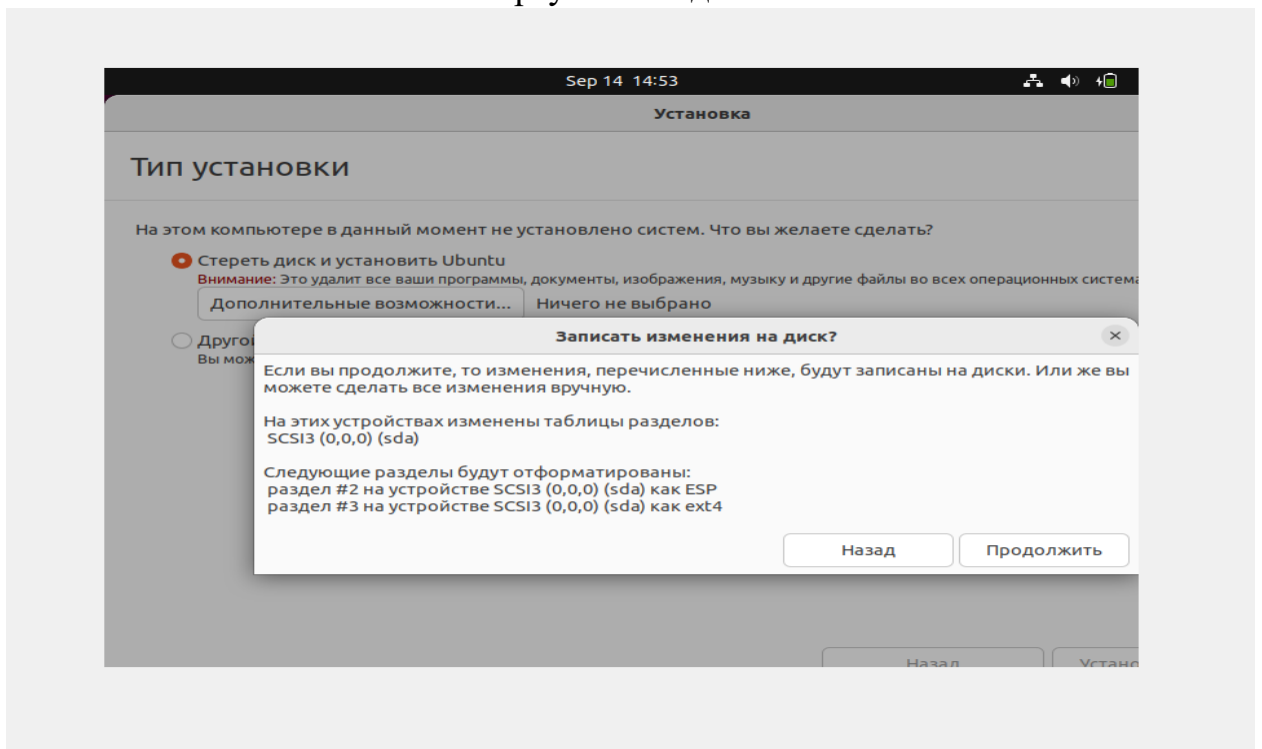 Sep 14 14:53
Установка
Тип установки
На этом компьютере в данный момент не установлено систем. Что вы желаете сделать?
Стереть диск и установить Ubuntu
Внимание: Это удалит все ваши программы, документы, изображения, музыку и другие файлы во всех операционных система
Дополнительные возможности... Ничего не выбрано
Записать изменения на диск?
Если вы продолжите, то изменения, перечисленные ниже, будут записаны на диски. Или же вы
можете сделать все изменения вручную.
На этих устройствах изменены таблицы разделов:
SCSI3 (0,0,0) (sda)
Следующие разделы будут отформатированы:
раздел #2 на устройстве SCSI3 (0,0,0) (sda) как ESP
раздел #3 на устройстве SCSI3 (0,0,0) (sda) как ext4
Назад Продолжить
Назад